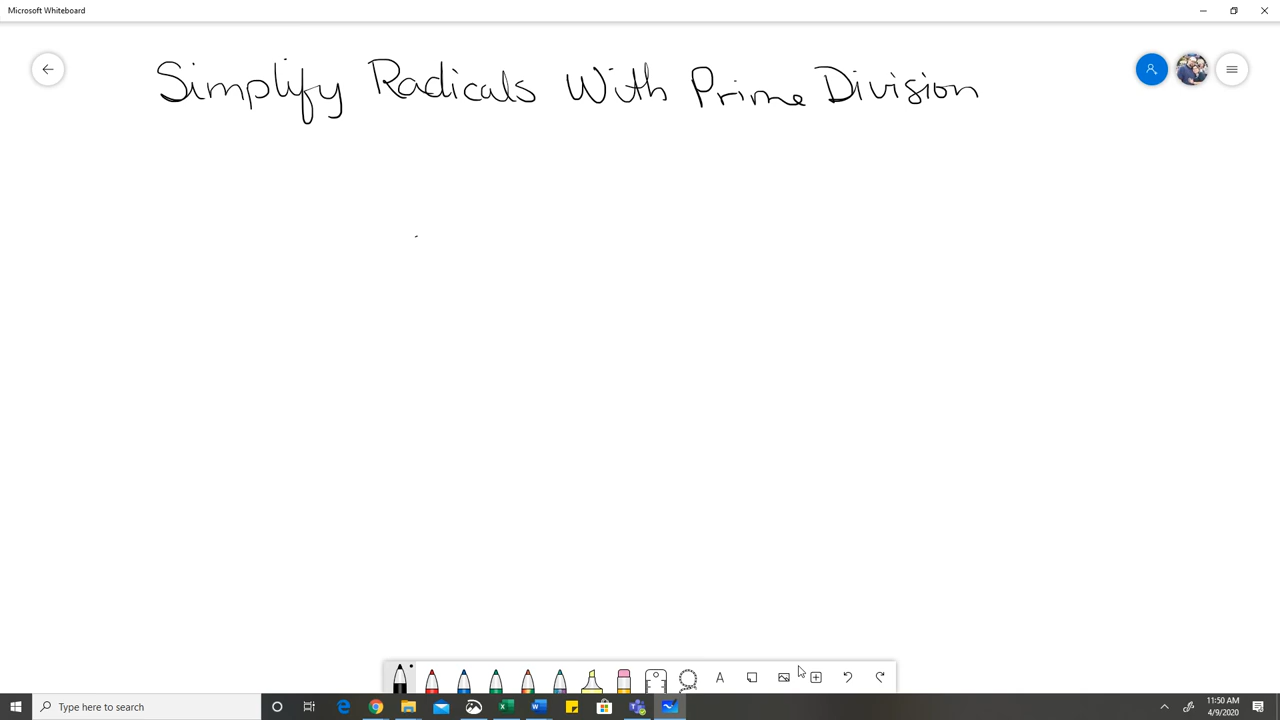 Microsoft Whiteboard
Simplify Radicals With Prime Division
A
Type here to search
11:50 AM
4/9/2020